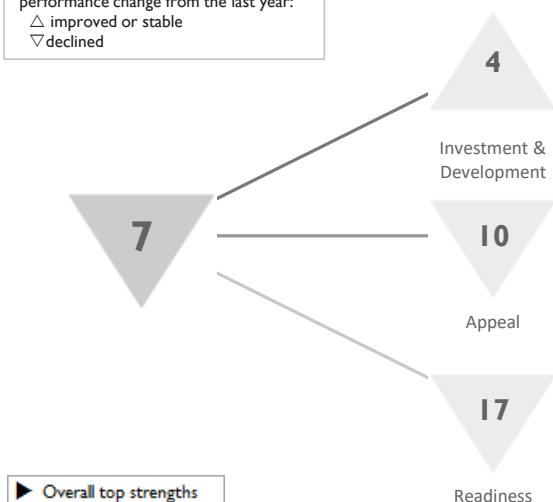 performance change from the last year:
△ improved or stable
▽ declined
4
Investment &
Development
7
10
Appeal
17
Readiness
▶ Overall top strengths